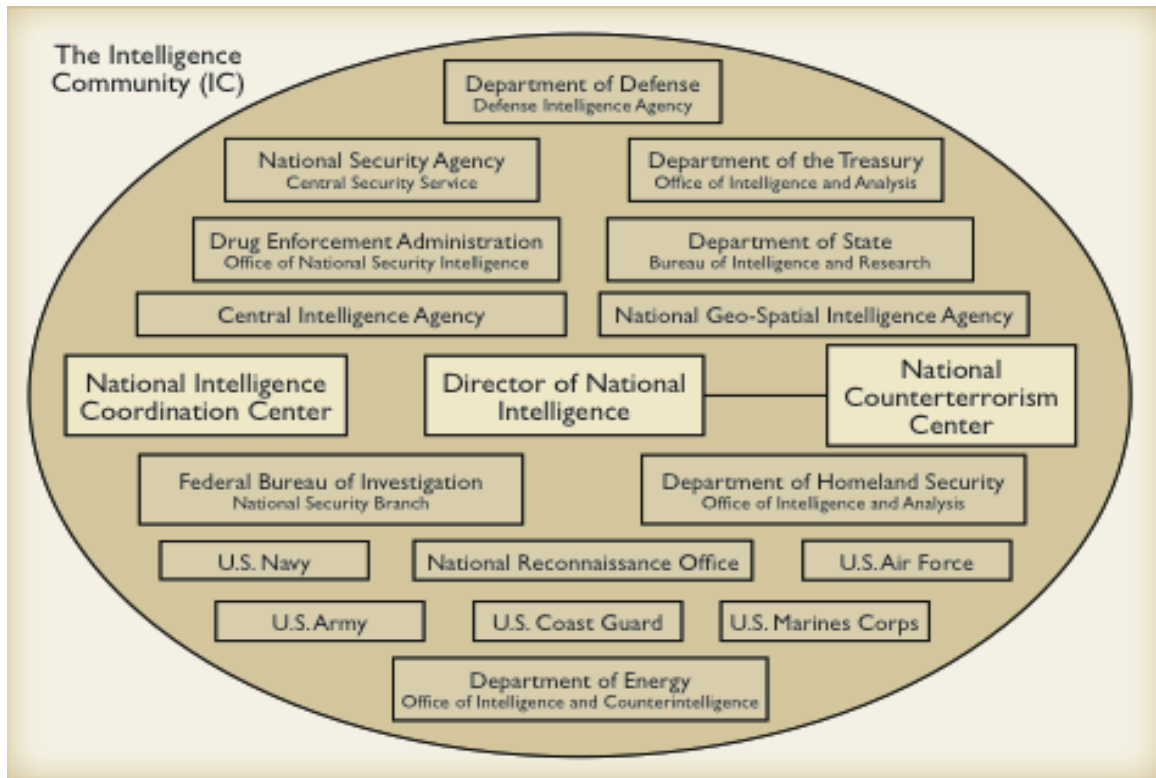 The Intelligence
Community (IC)
Department of Defense
Defense Intelligence Agency
National Security Agency
Central Security Service
Department of the Treasury
Office of Intelligence and Analysis
Drug Enforcement Administration
Office of National Security Intelligence
Department of State
Bureau of Intelligence and Research
Central Intelligence Agency
National Geo-Spatial Intelligence Agency
National Intelligence
Coordination Center
Director of National
Intelligence
National
Counterterrorism
Center
Federal Bureau of Investigation
National Security Branch
Department of Homeland Security
Office of Intelligence and Analysis
U.S. Navy
National Reconnaissance Office
U.S. Air Force
U.S. Army
U.S. Coast Guard
U.S. Marines Corps
Department of Energy
Office of Intelligence and Counterintelligence